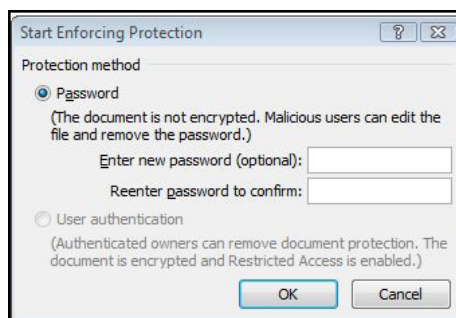 Start Enforcing Protection
Protection method
Password
(The document is not encrypted. Malicious users can edit the
file and remove the password.)
Enter new password (optional):
Reenter password to confirm:
User authentication
(Authenticated owners can remove document protection. The
document is encrypted and Restricted Access is enabled.)
OK Cancel